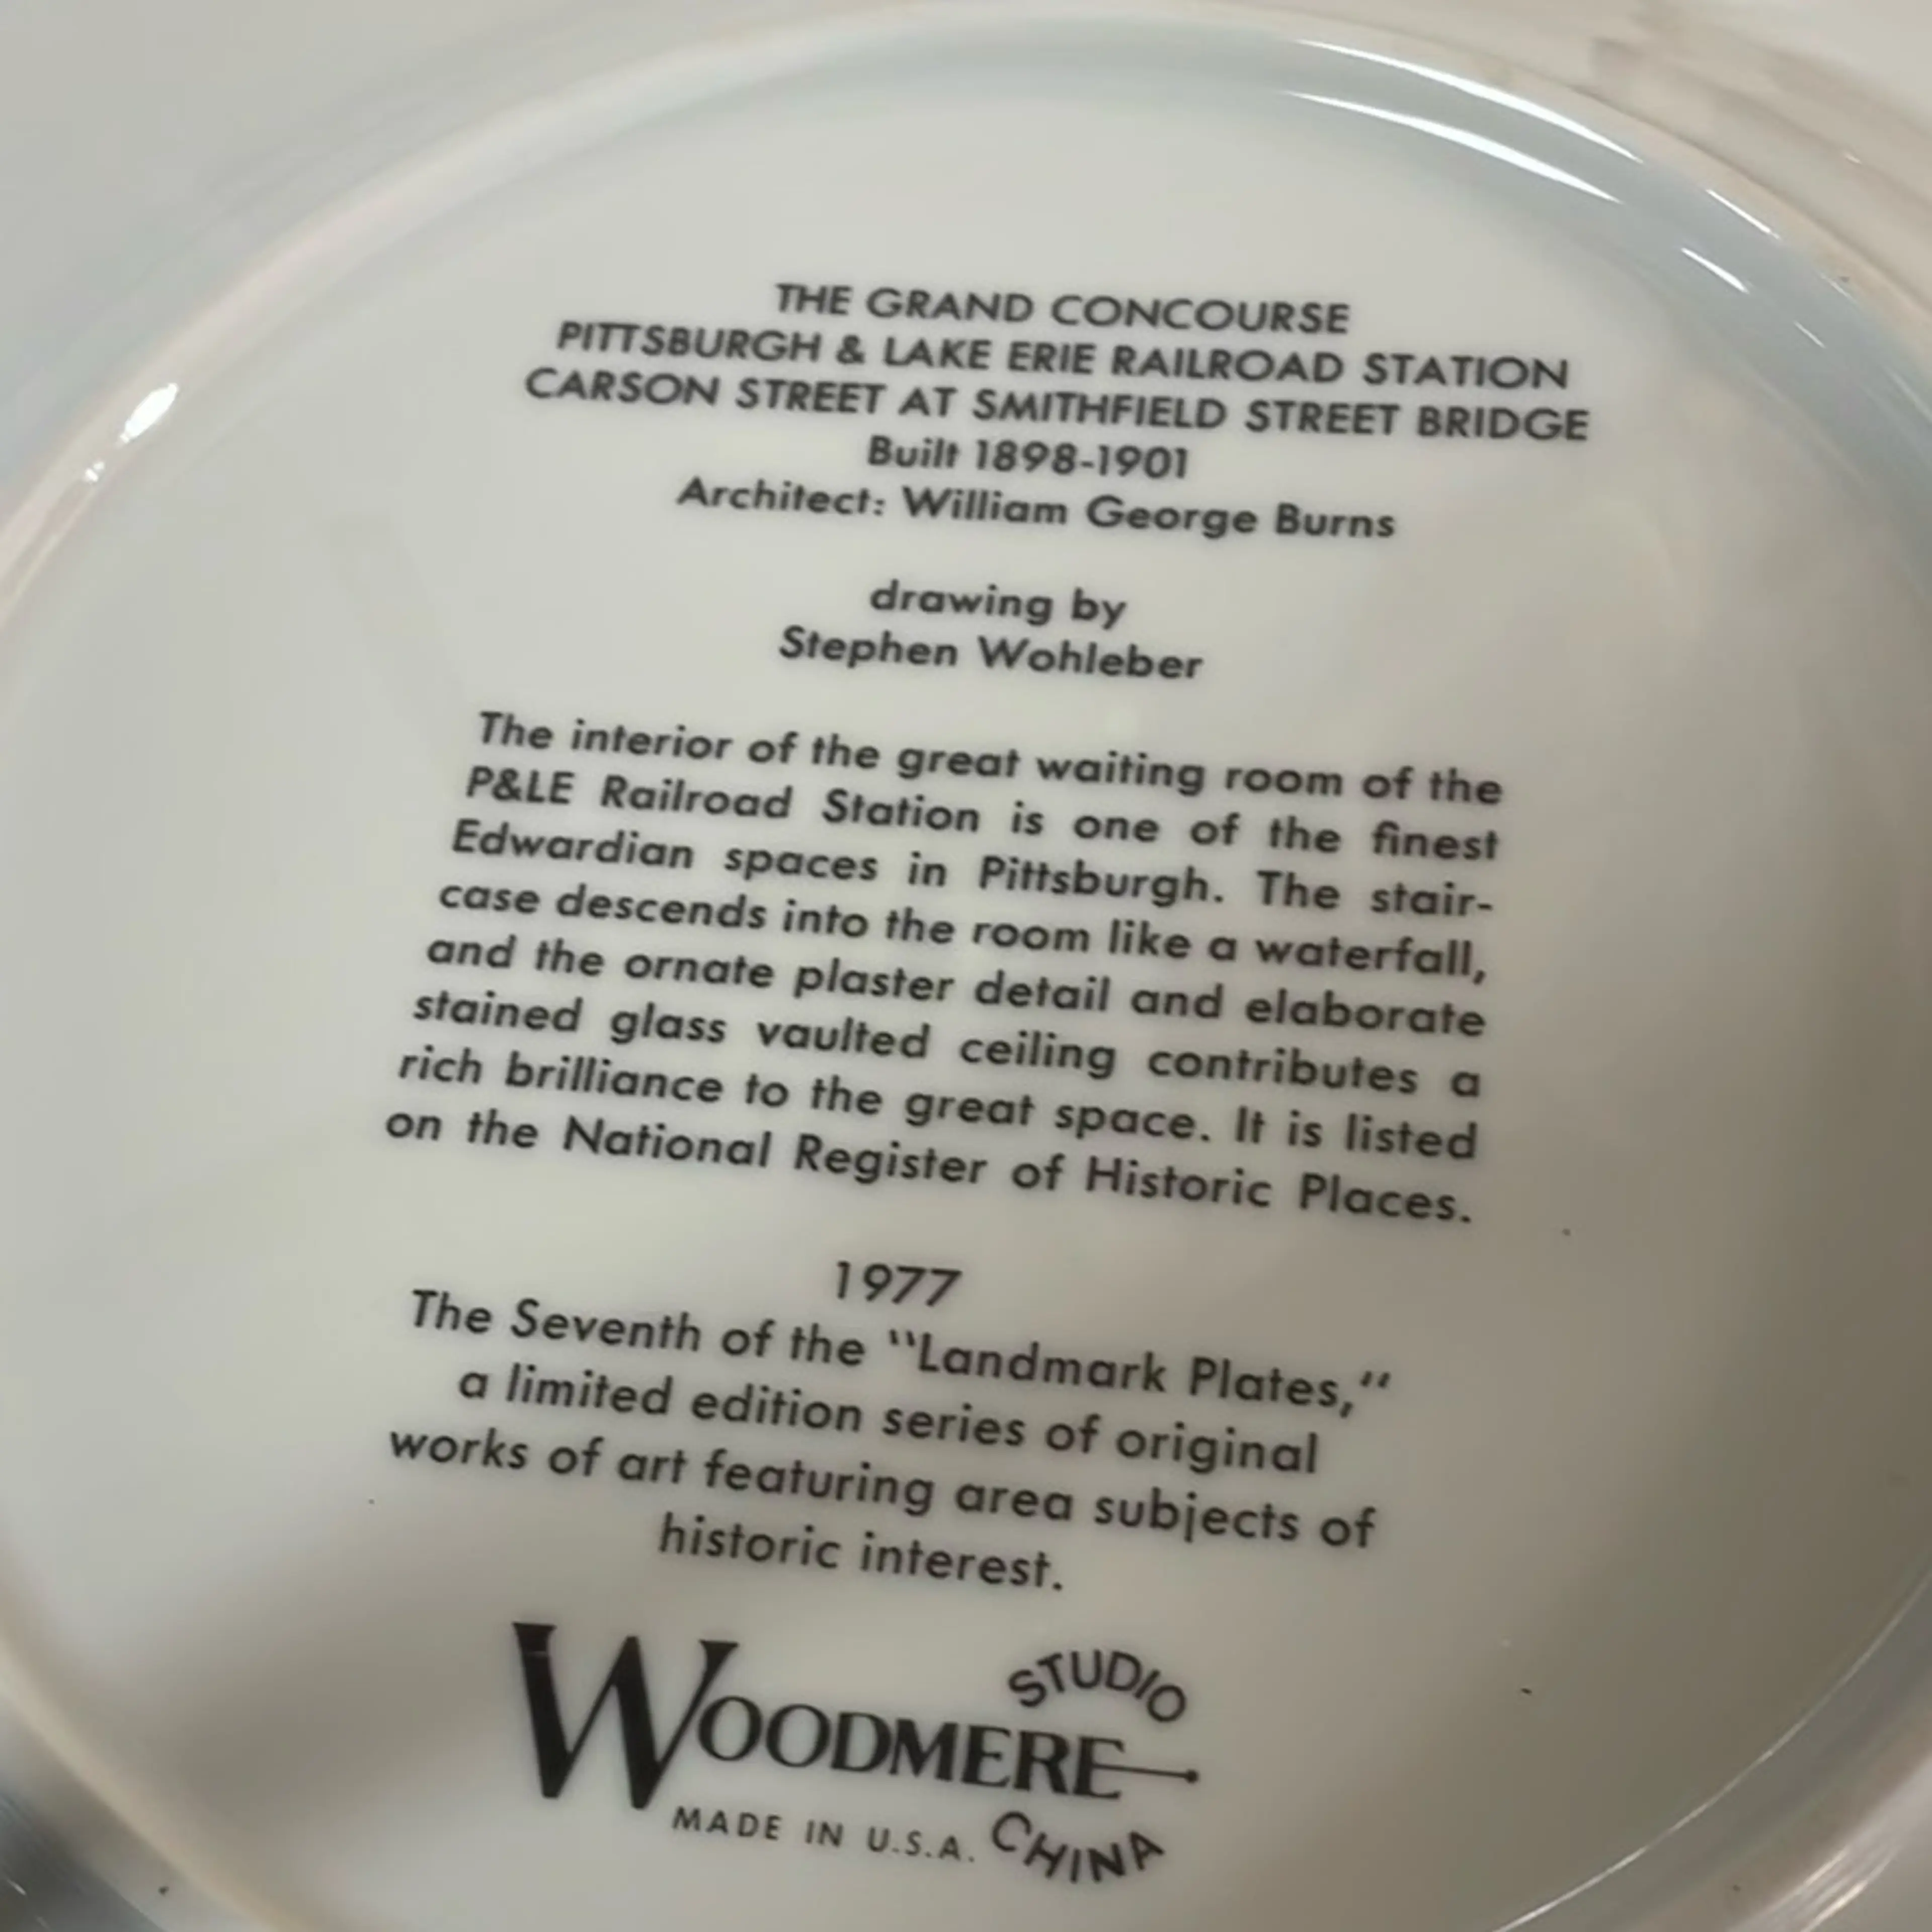 THE GRAND CONCOURSE
PITTSBURGH & LAKE ERIE RAILROAD STATION
CARSON STREET AT SMITHFIELD STREET BRIDGE
Built 1898-1901
Architect: William George Burns
drawing by
Stephen Wohleber
The interior of the great waiting room of the
P&LE Railroad Station is one of the finest
Edwardian spaces in Pittsburgh. The stair-
case descends into the room like a waterfall,
and the ornate plaster detail and elaborate
stained glass vaulted ceiling contributes a
rich brilliance to the great space. It is listed
on the National Register of Historic Places.
1977
The Seventh of the "Landmark Plates,"
a limited edition series of original
works of art featuring area subjects of
historic interest.
STUDIO
WOODMERE
CHINA
MADE IN U.S.A.